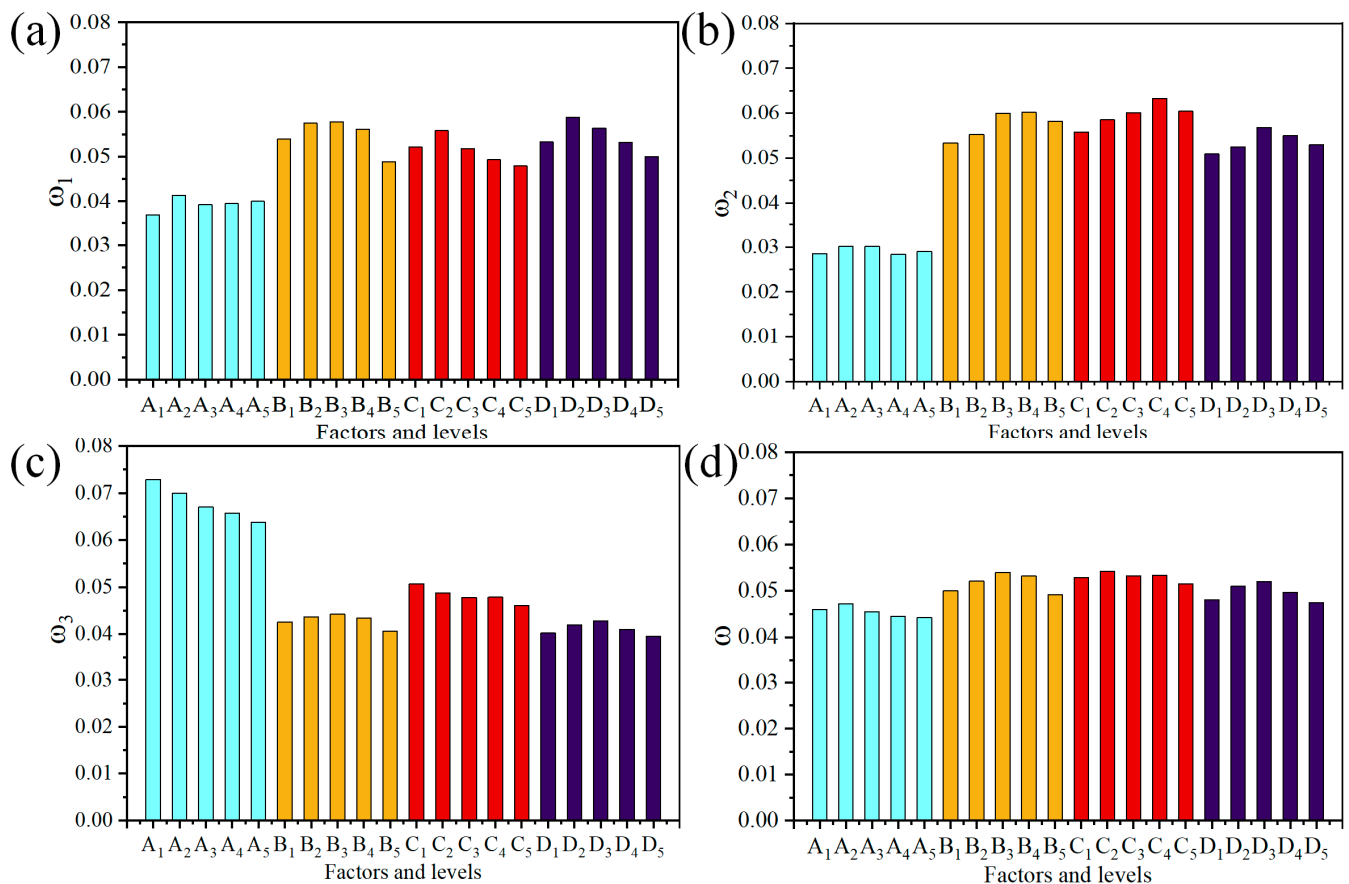 (a)
0.08
0.07
0.06
0.05
0.04
0.03
0.02
0.01
0.00
ω₁
A₁ A₂ A₃ A₄ A₅ B₁ B₂ B₃ B₄ B₅ C₁ C₂ C₃ C₄ C₅ D₁ D₂ D₃ D₄ D₅
Factors and levels
(b)
0.08
0.07
0.06
0.05
0.04
0.03
0.02
0.01
0.00
ω₂
A₁ A₂ A₃ A₄ A₅ B₁ B₂ B₃ B₄ B₅ C₁ C₂ C₃ C₄ C₅ D₁ D₂ D₃ D₄ D₅
Factors and levels
(c)
0.08
0.07
0.06
0.05
0.04
0.03
0.02
0.01
0.00
ω₃
A₁ A₂ A₃ A₄ A₅ B₁ B₂ B₃ B₄ B₅ C₁ C₂ C₃ C₄ C₅ D₁ D₂ D₃ D₄ D₅
Factors and levels
(d)
0.08
0.07
0.06
0.05
0.04
0.03
0.02
0.01
0.00
ω
A₁ A₂ A₃ A₄ A₅ B₁ B₂ B₃ B₄ B₅ C₁ C₂ C₃ C₄ C₅ D₁ D₂ D₃ D₄ D₅
Factors and levels